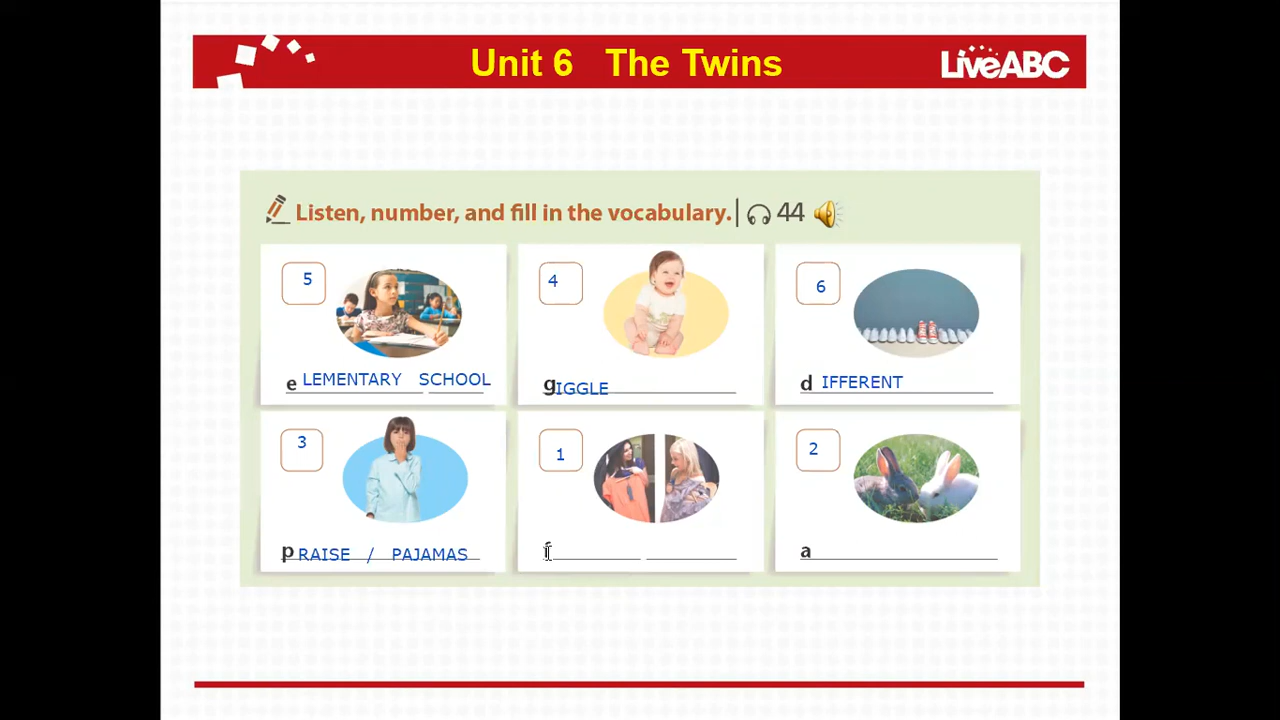 Unit 6 The Twins
LiveABC
Listen, number, and fill in the vocabulary. 44
5
4
6
e LEMENTARY SCHOOL
gIGGLE
d IFFERENT
3
1
2
p RAISE / PAJAMAS
f
a